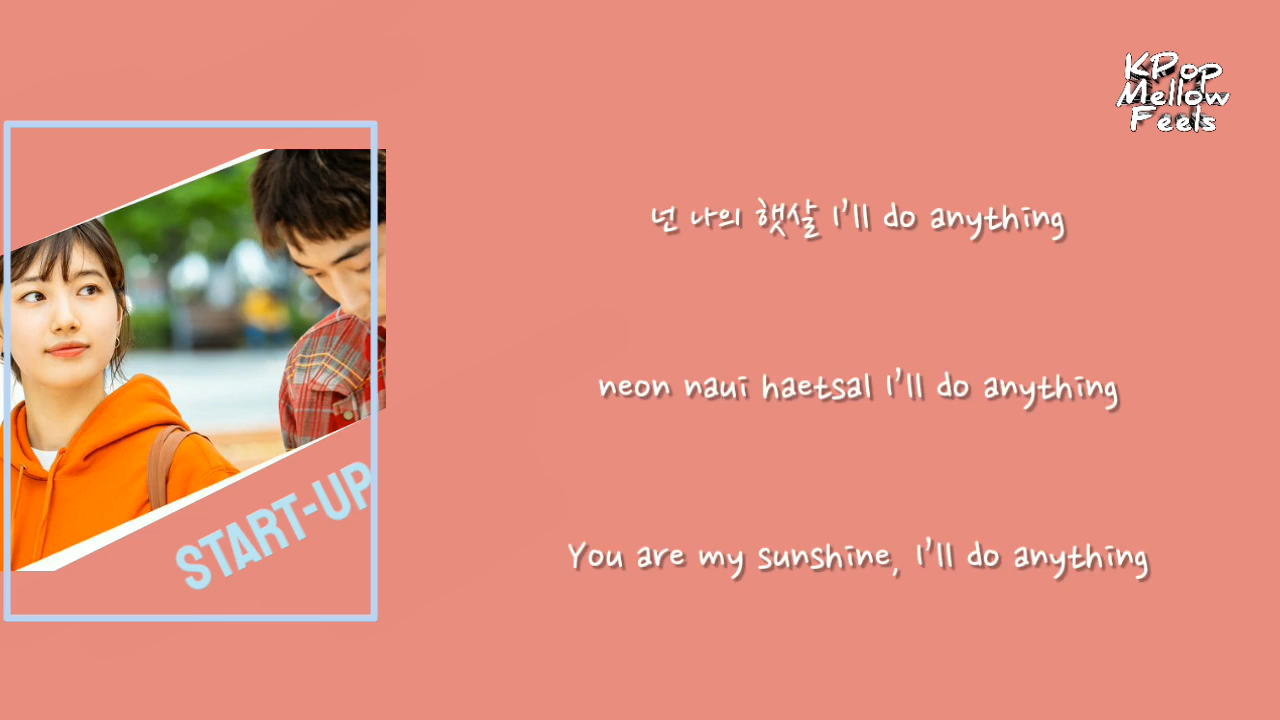 KPop
Mellow
Feels
넌 나의 햇살 I'll do anything
neon naui haetsal I'll do anything
START-UP
You are my sunshine, I'll do anything